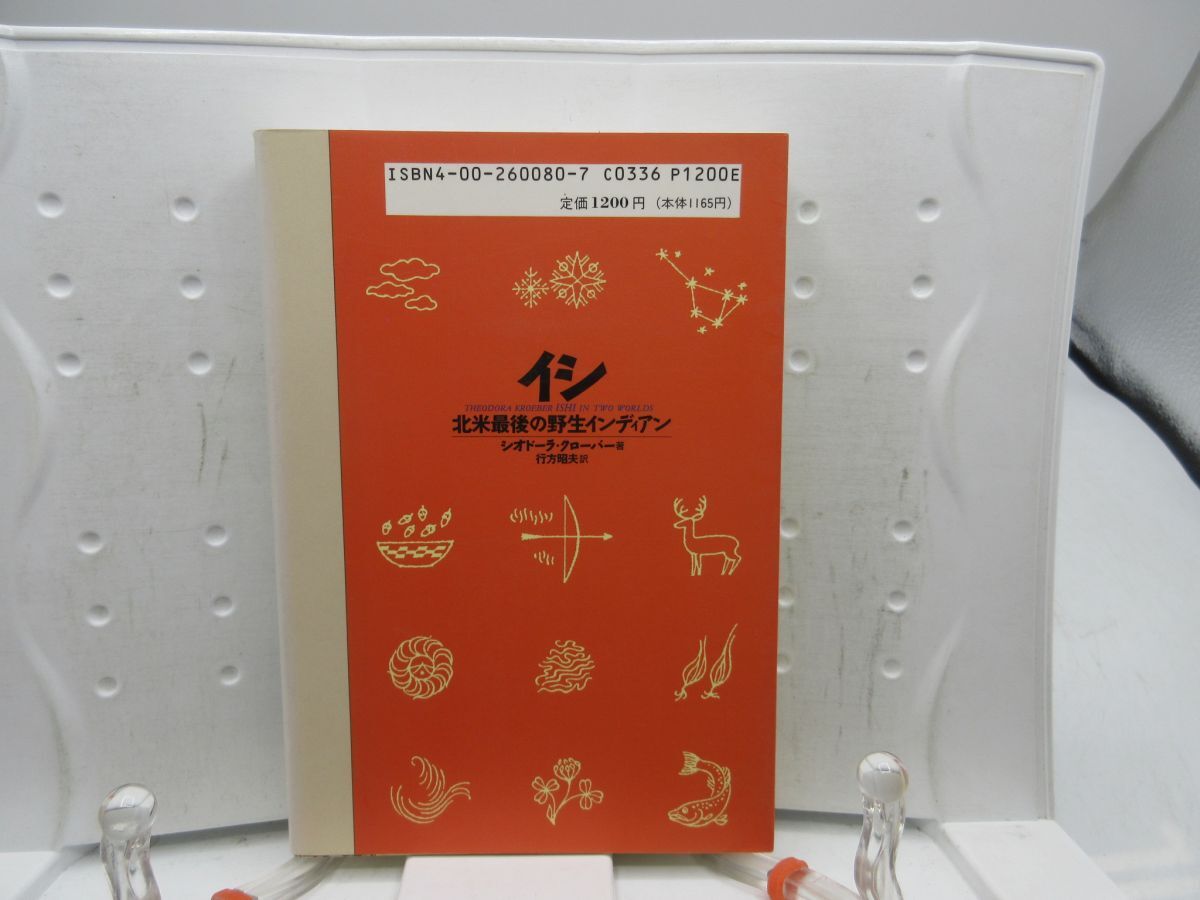 ISBN4-00-260080-7 C0336 P1200E
定価1200円（本体1165円）
イシ
THEODORA KROEBER ISHI IN TWO WORLDS
北米最後の野生インディアン
シオドーラ・クローバー著
行方昭夫訳